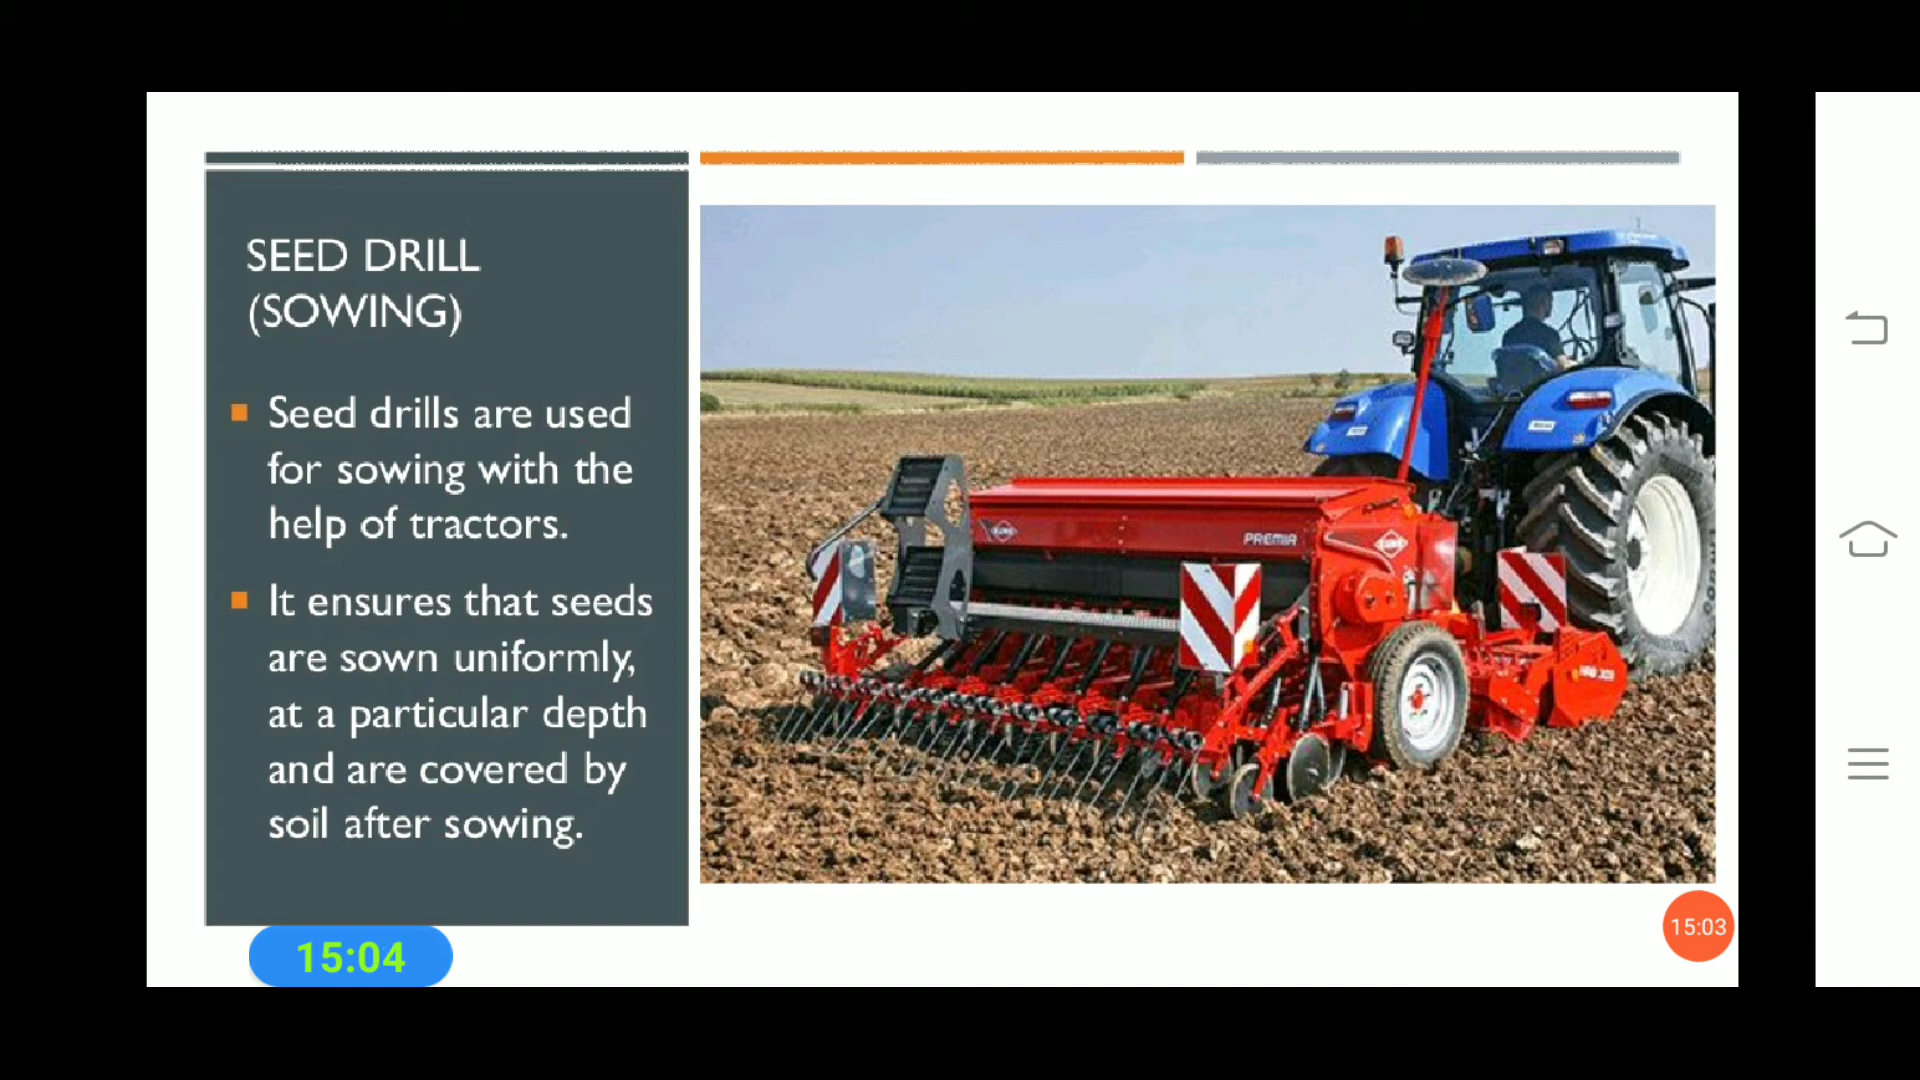 SEED DRILL
(SOWING)
Seed drills are used
for sowing with the
help of tractors.
It ensures that seeds
are sown uniformly,
at a particular depth
and are covered by
soil after sowing.
PREMIA
KUHN
15:03
15:04